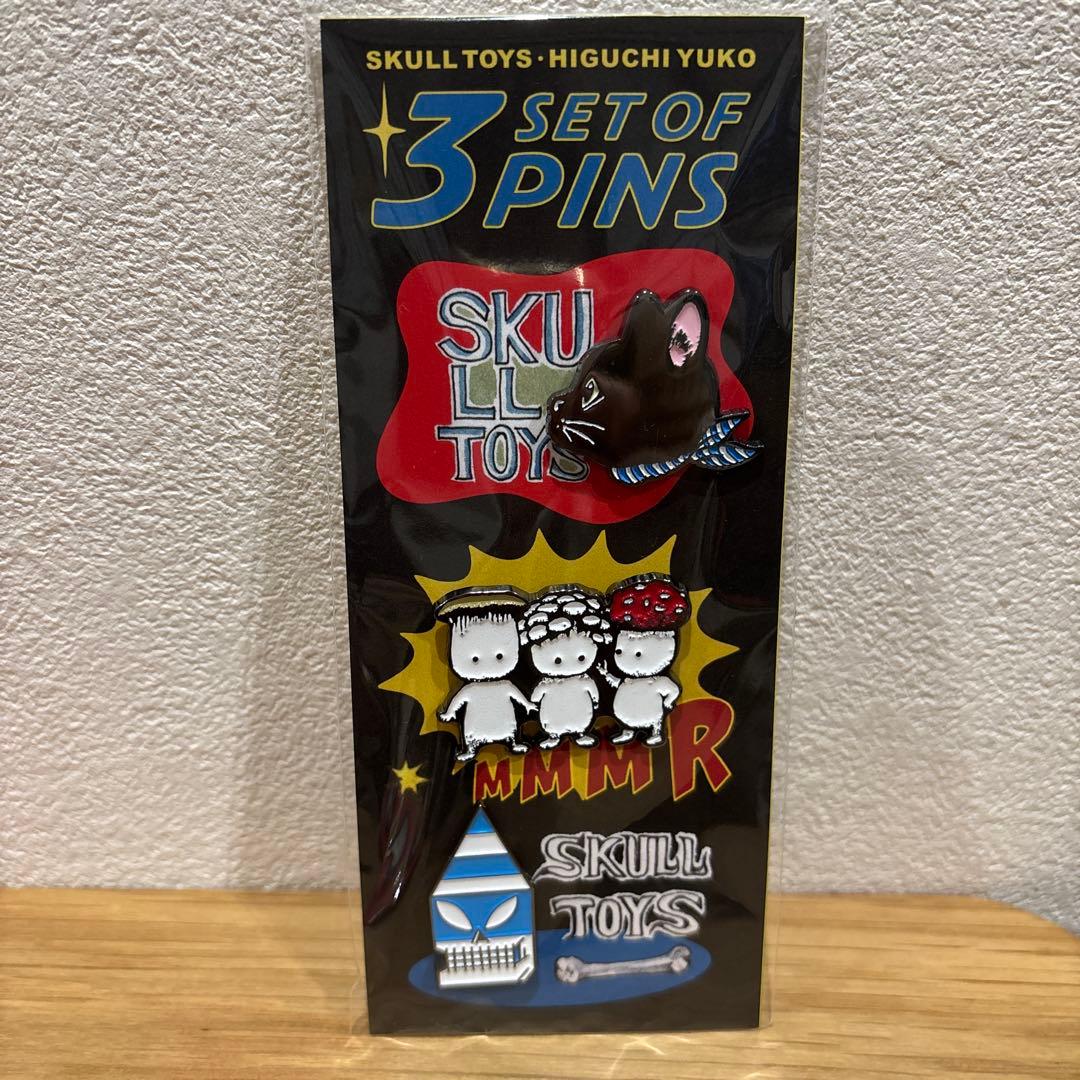 SKULL TOYS · HIGUCHI YUKO
3 SET OF
PINS
SKU
LL
TOYS
MMMR
SKULL
TOYS